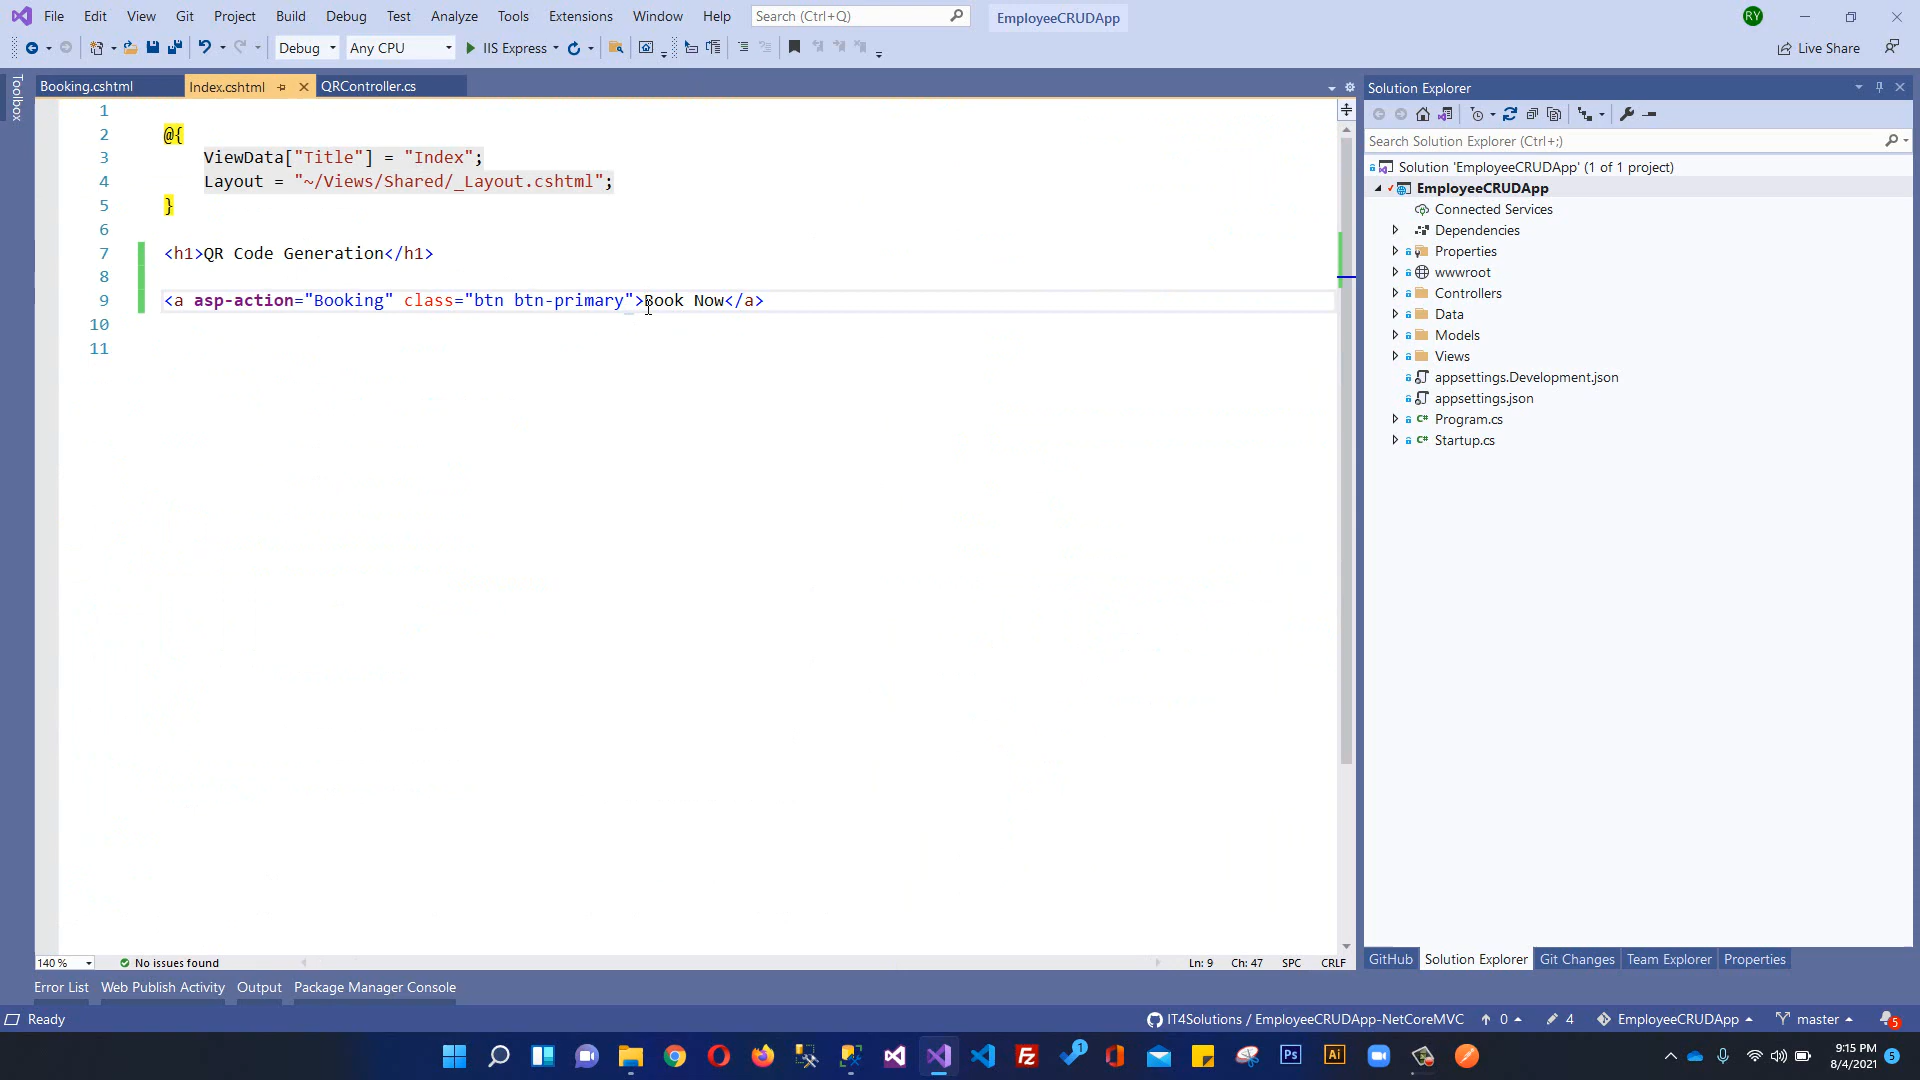 File Edit View Git Project Build Debug Test Analyze Tools Extensions Window Help Search (Ctrl+Q) EmployeeCRUDApp RY
Debug Any CPU IIS Express Live Share
Toolbox
Booking.cshtml Index.cshtml QRController.cs
1
2 @{
3 ViewData["Title"] = "Index";
4 Layout = "~/Views/Shared/_Layout.cshtml";
5 }
6
7 <h1>QR Code Generation</h1>
8
9 <a asp-action="Booking" class="btn btn-primary">Book Now</a>
10
11
Solution Explorer
Search Solution Explorer (Ctrl+;)
Solution 'EmployeeCRUDApp' (1 of 1 project)
EmployeeCRUDApp
Connected Services
Dependencies
Properties
wwwroot
Controllers
Data
Models
Views
appsettings.Development.json
appsettings.json
C# Program.cs
C# Startup.cs
140 % No issues found Ln: 9 Ch: 47 SPC CRLF
GitHub Solution Explorer Git Changes Team Explorer Properties
Error List Web Publish Activity Output Package Manager Console
Ready IT4Solutions / EmployeeCRUDApp-NetCoreMVC 0 4 EmployeeCRUDApp master 5
1 Fz Ps Ai
9:15 PM
8/4/2021 5